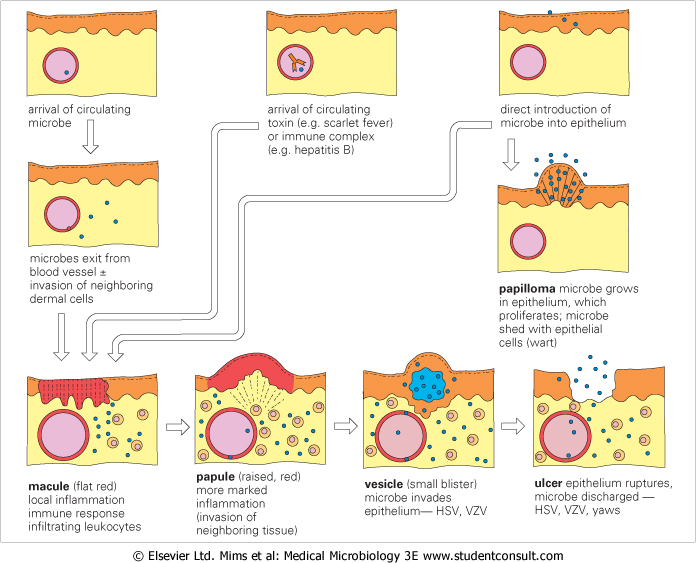 arrival of circulating
microbe
arrival of circulating
toxin (e.g. scarlet fever)
or immune complex
(e.g. hepatitis B)
direct introduction of
microbe into epithelium
microbes exit from
blood vessel ±
invasion of neighboring
dermal cells
papilloma microbe grows
in epithelium, which
proliferates; microbe
shed with epithelial
cells (wart)
macule (flat red)
local inflammation
immune response
infiltrating leukocytes
papule (raised, red)
more marked
inflammation
(invasion of
neighboring tissue)
vesicle (small blister)
microbe invades
epithelium— HSV, VZV
ulcer epithelium ruptures,
microbe discharged —
HSV, VZV, yaws
© Elsevier Ltd. Mims et al: Medical Microbiology 3E www.studentconsult.com